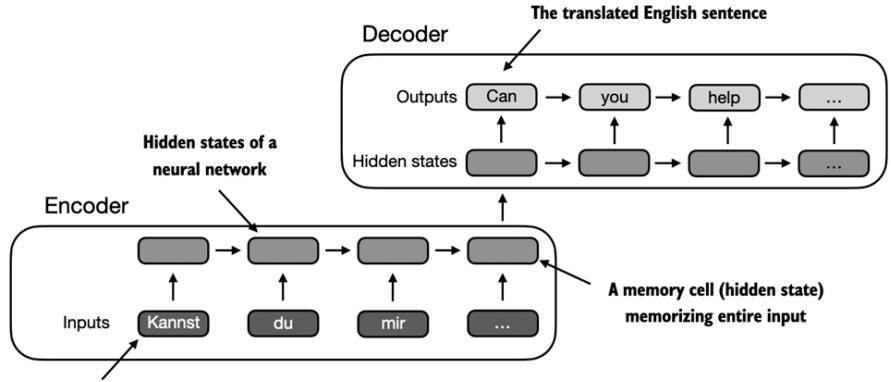 The translated English sentence
Decoder
Outputs Can you help ...
Hidden states of a
neural network
Hidden states ...
Encoder
A memory cell (hidden state)
memorizing entire input
Inputs Kannst du mir ...